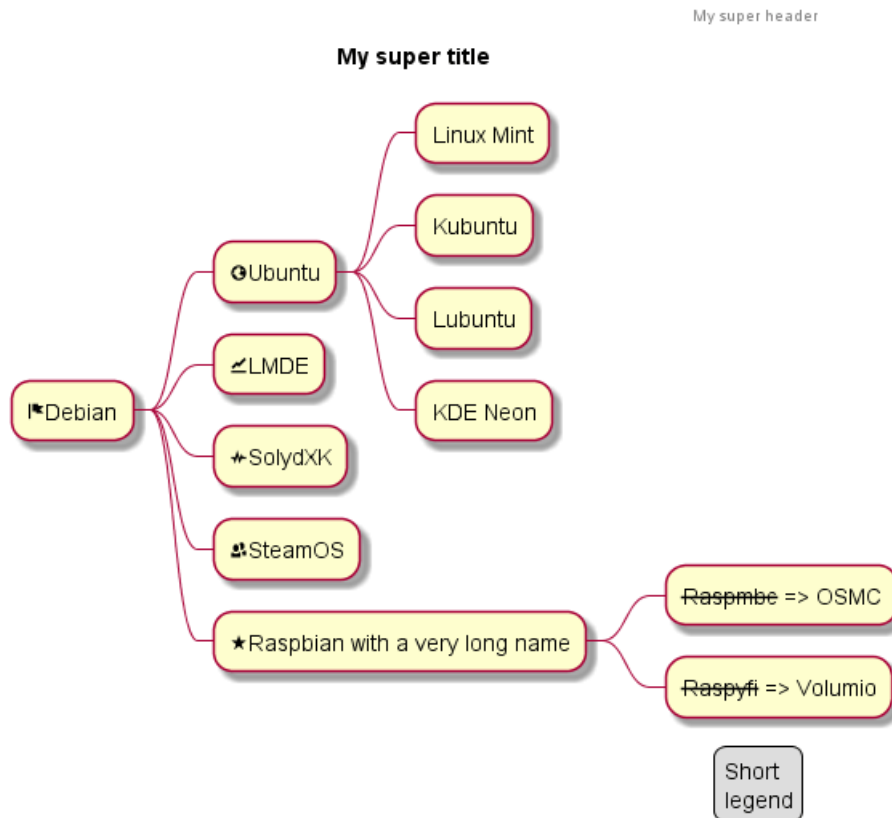 My super header
My super title
Linux Mint
Kubuntu
Ubuntu
Lubuntu
LMDE
Debian
KDE Neon
SolydXK
SteamOS
Raspmbc => OSMC
Raspbian with a very long name
Raspyfi => Volumio
Short
legend